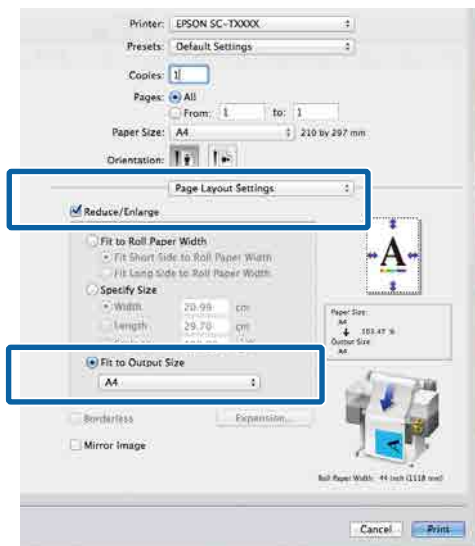 Printer: EPSON SC-TXXXX
Presets: Default Settings
Copies: 1
Pages: All
From: 1 to: 1
Paper Size: A4 210 by 297 mm
Orientation:
Page Layout Settings
Reduce/Enlarge
Fit to Roll Paper Width
Fit Short Side to Roll Paper Width
Fit Long Side to Roll Paper Width
Specify Size
Width 20.99 cm
Length 29.70 cm
Fit to Output Size
A4
Borderless Expansion...
Mirror Image
A
Paper Size:
A4
103.47 %
Output Size
A4
Roll Paper Width: 44 inch (1118 mm)
Cancel Print